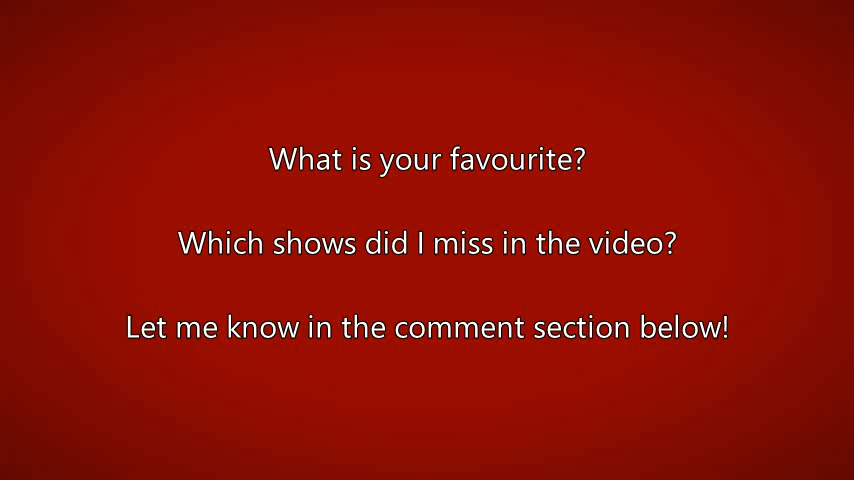 What is your favourite?
Which shows did I miss in the video?
Let me know in the comment section below!